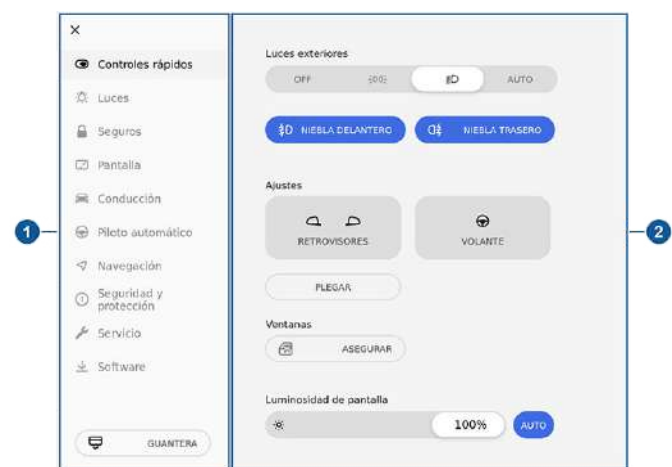 Controles rápidos
Luces
Seguros
Pantalla
Conducción
Piloto automático
Navegación
Seguridad y
protección
Servicio
Software
GUANTERA
1
Luces exteriores
OFF
AUTO
NIEBLA DELANTERO
NIEBLA TRASERO
Ajustes
RETROVISORES
VOLANTE
PLEGAR
Ventanas
ASEGURAR
Luminosidad de pantalla
100%
AUTO
2